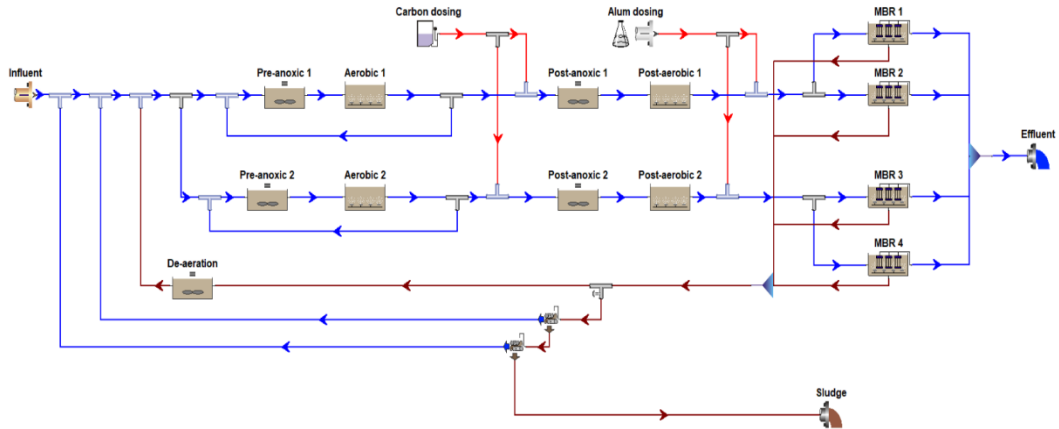 Carbon dosing
Alum dosing
MBR 1
Influent
Pre-anoxic 1
Aerobic 1
Post-anoxic 1
Post-aerobic 1
MBR 2
Effluent
Pre-anoxic 2
Aerobic 2
Post-anoxic 2
Post-aerobic 2
MBR 3
MBR 4
De-aeration
Sludge